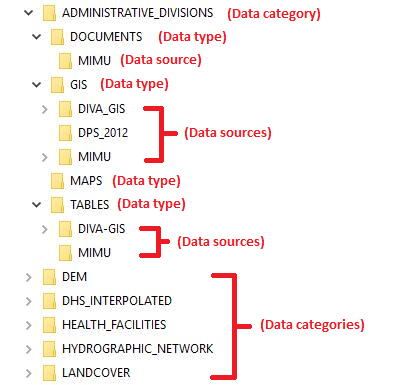 ADMINISTRATIVE_DIVISIONS (Data category)
DOCUMENTS (Data type)
MIMU (Data source)
GIS (Data type)
DIVA_GIS
DPS_2012 (Data sources)
MIMU
MAPS (Data type)
TABLES (Data type)
DIVA-GIS
(Data sources)
MIMU
DEM
DHS_INTERPOLATED
HEALTH_FACILITIES (Data categories)
HYDROGRAPHIC_NETWORK
LANDCOVER